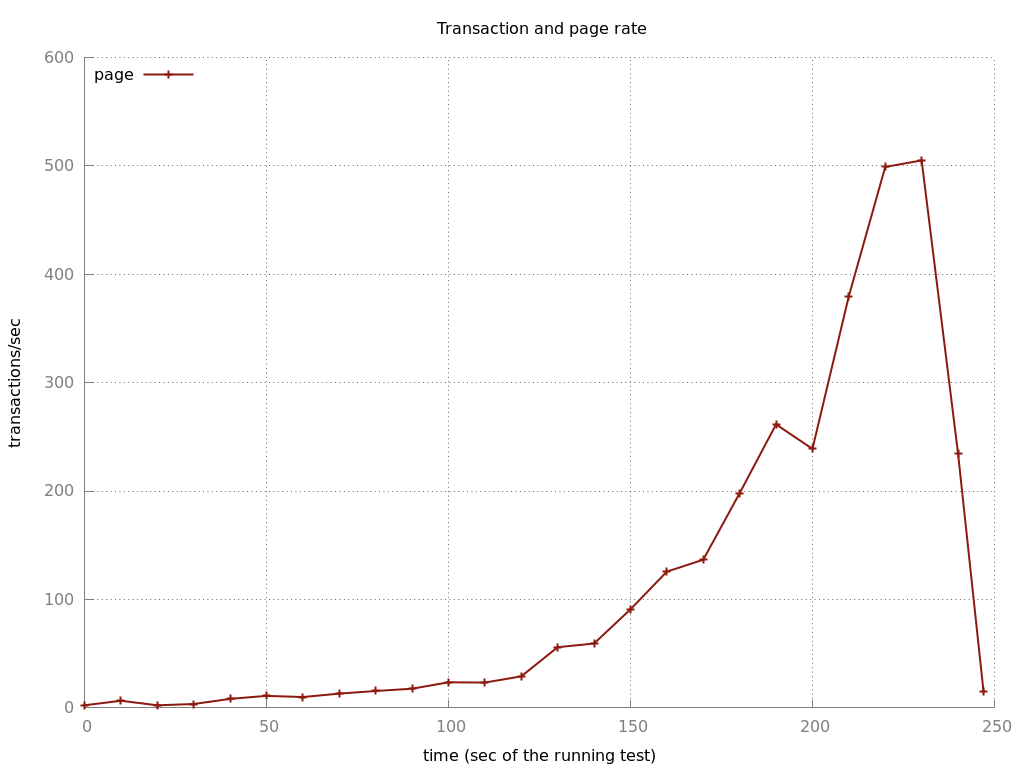 Transaction and page rate
600
page
500
400
300
200
100
0
transactions/sec
0 50 100 150 200 250
time (sec of the running test)